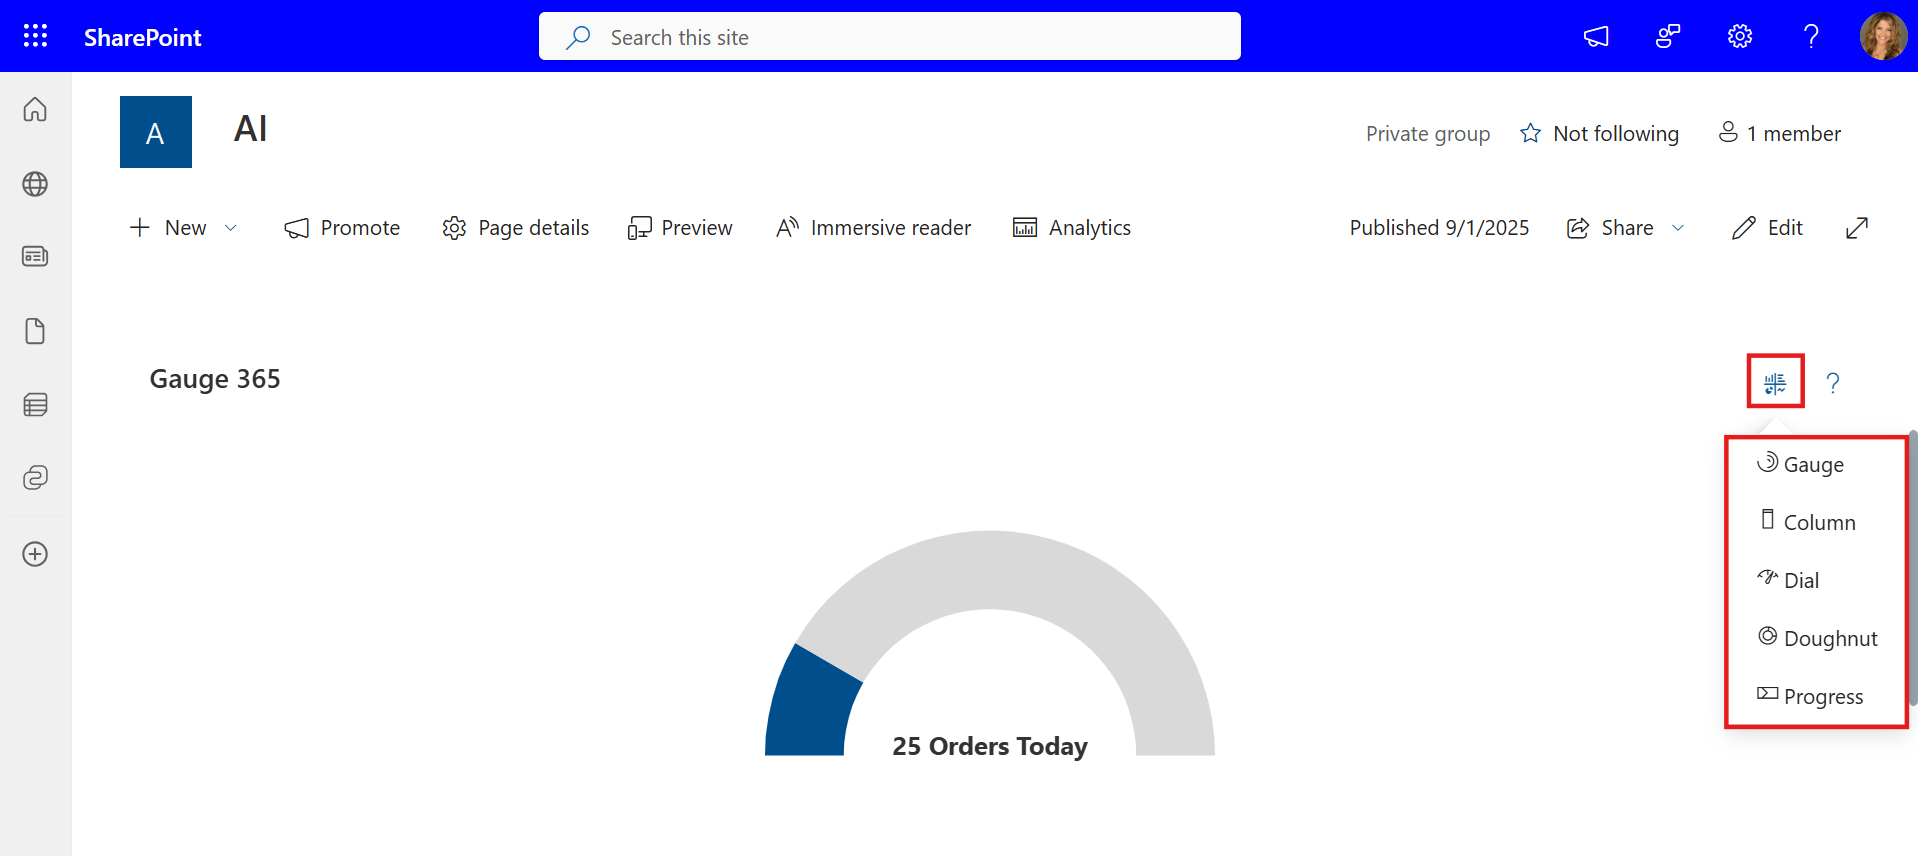 SharePoint
Search this site
A
AI
Private group
Not following
1 member
New
Promote
Page details
Preview
Immersive reader
Analytics
Published 9/1/2025
Share
Edit
Gauge 365
Gauge
Column
Dial
Doughnut
Progress
25 Orders Today